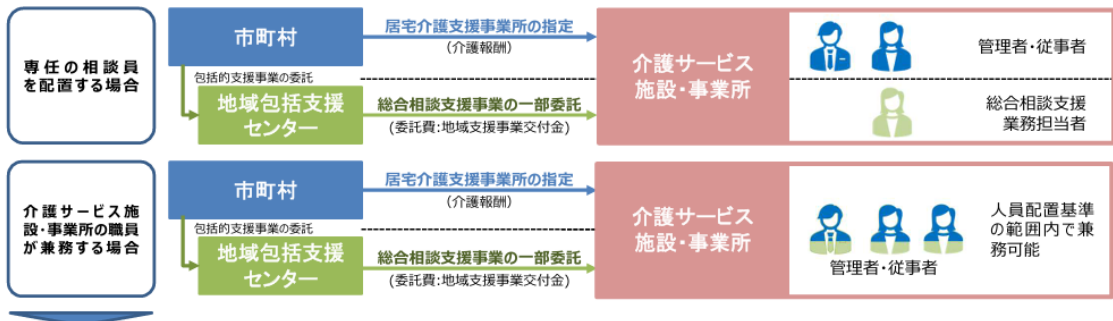 専任の相談員
を配置する場合
市町村
居宅介護支援事業所の指定
(介護報酬)
包括的支援事業の委託
地域包括支援
センター
総合相談支援事業の一部委託
(委託費:地域支援事業交付金)
介護サービス
施設・事業所
管理者・従事者
総合相談支援
業務担当者
介護サービス施
設・事業所の職員
が兼務する場合
市町村
居宅介護支援事業所の指定
(介護報酬)
包括的支援事業の委託
地域包括支援
センター
総合相談支援事業の一部委託
(委託費:地域支援事業交付金)
介護サービス
施設・事業所
管理者・従事者
人員配置基準
の範囲内で兼
務可能